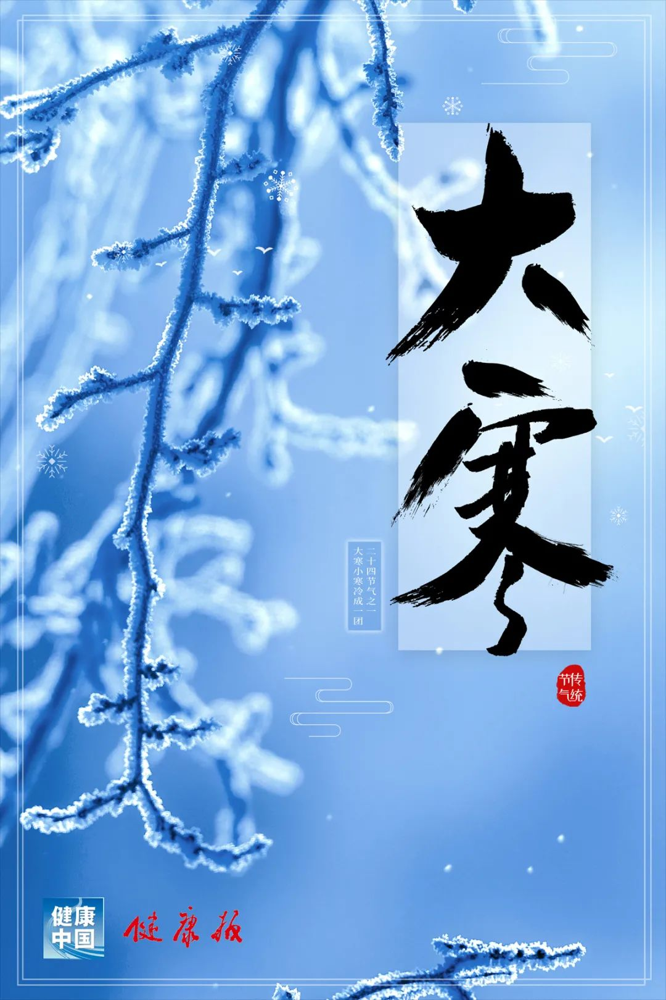 大寒
二十四节气之一
大寒小寒冷成一团
传统
节气
健康
中国
健康报